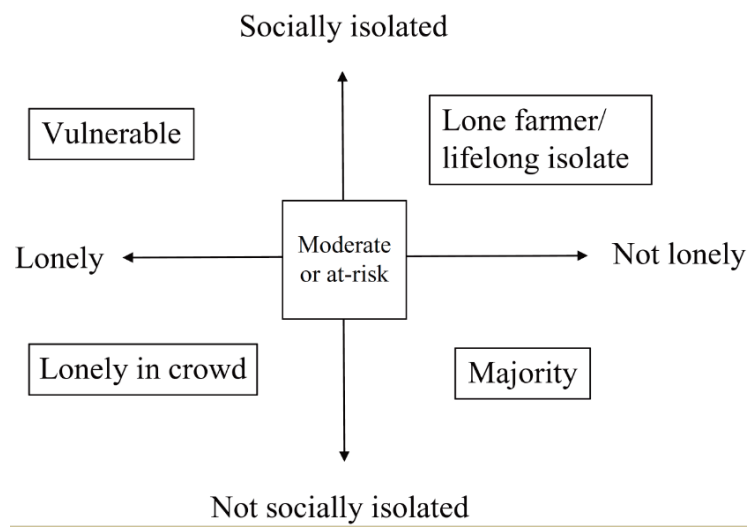 Socially isolated
Vulnerable
Lone farmer/
lifelong isolate
Lonely
Moderate
or at-risk
Not lonely
Lonely in crowd
Majority
Not socially isolated